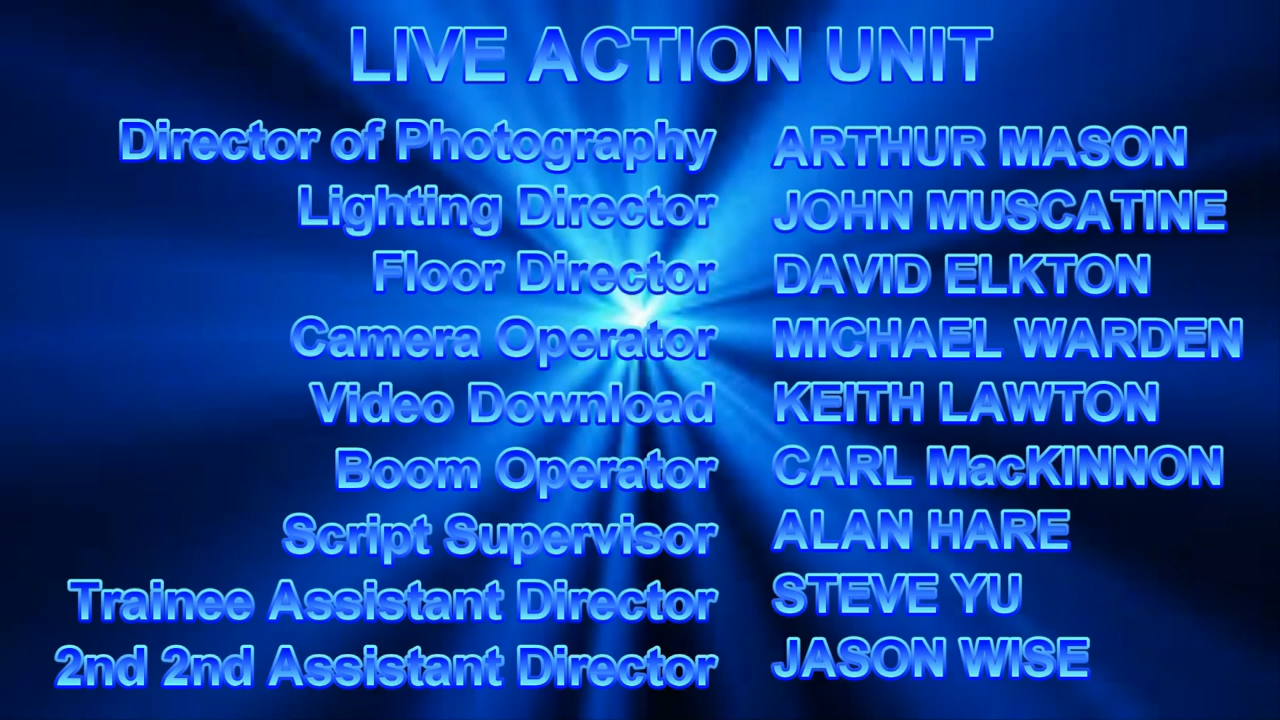 LIVE ACTION UNIT
Director of Photography ARTHUR MASON
Lighting Director JOHN MUSCATINE
Floor Director DAVID ELKTON
Camera Operator MICHAEL WARDEN
Video Download KEITH LAWTON
Boom Operator CARL MacKINNON
Script Supervisor ALAN HARE
Trainee Assistant Director STEVE YU
2nd 2nd Assistant Director JASON WISE